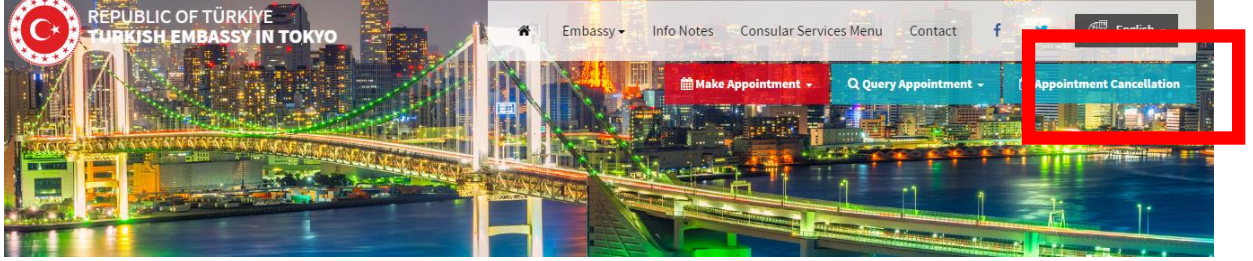 REPUBLIC OF TÜRKİYE
TURKISH EMBASSY IN TOKYO
Embassy Info Notes Consular Services Menu Contact English
Make Appointment Query Appointment Appointment Cancellation